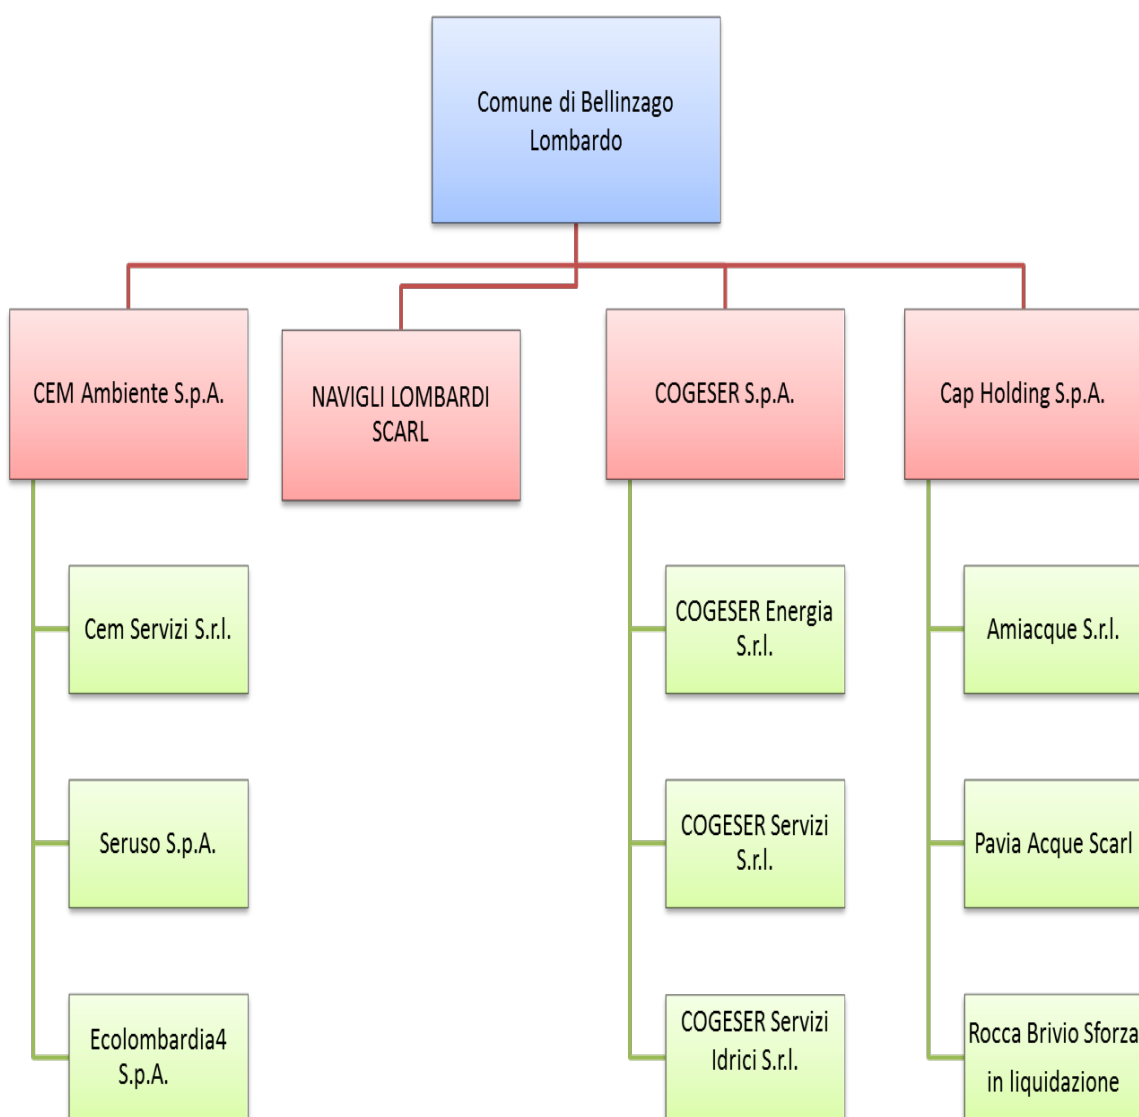 Comune di Bellinzago
Lombardo
CEM Ambiente S.p.A.
NAVIGLI LOMBARDI
SCARL
COGESER S.p.A.
Cap Holding S.p.A.
Cem Servizi S.r.l.
COGESER Energia
S.r.l.
Amiacque S.r.l.
Seruso S.p.A.
COGESER Servizi
S.r.l.
Pavia Acque Scarl
Ecolombardia4
S.p.A.
COGESER Servizi
Idrici S.r.l.
Rocca Brivio Sforza
in liquidazione